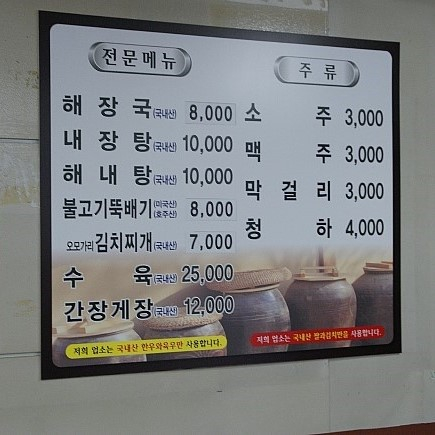 전문메뉴
해장국(국내산) 8,000
내장탕(국내산) 10,000
해내탕(국내산) 10,000
불고기뚝배기(미국산 호주산) 8,000
오모가리김치찌개(국내산) 7,000
수육(국내산) 25,000
간장게장(국내산) 12,000
저희 업소는 국내산 한우와육우만 사용합니다.
주류
소주 3,000
맥주 3,000
막걸리 3,000
청하 4,000
저희 업소는 국내산 쌀과김치만을 사용합니다.